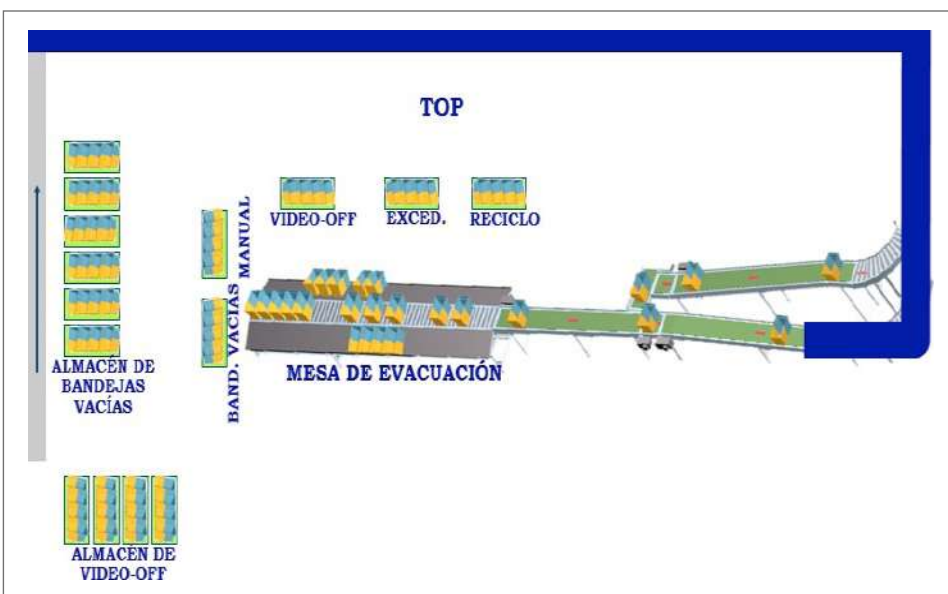 TOP
VIDEO-OFF
EXCED.
RECICLO
MANUAL
BAND. VACÍAS
MESA DE EVACUACIÓN
ALMACÉN DE
BANDEJAS
VACÍAS
ALMACÉN DE
VIDEO-OFF